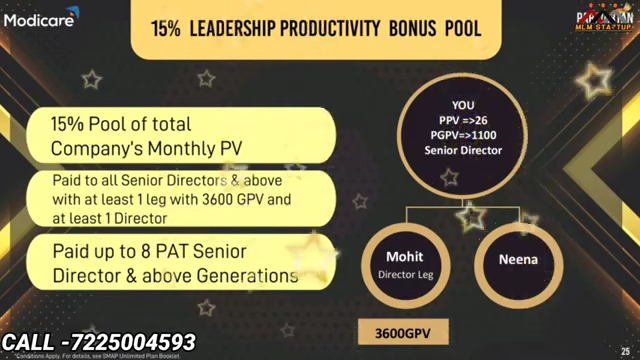 Modicare
15% LEADERSHIP PRODUCTIVITY BONUS POOL
MLM STARTUP
15% Pool of total
Company's Monthly PV
Paid to all Senior Directors & above
with at least 1 leg with 3600 GPV and
at least 1 Director
Paid up to 8 PAT Senior
Director & above Generations
YOU
PPV =>26
PGPV=>1100
Senior Director
Mohit
Director Leg
Neena
3600GPV
CALL -7225004593
*Conditions Apply. For details, see SMAP Unlimited Plan Booklet
25